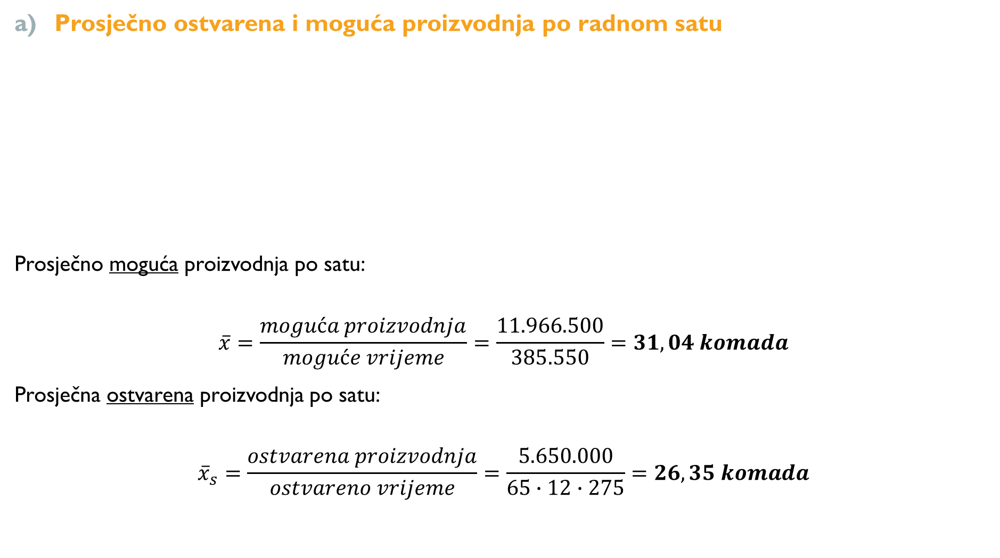 a) Prosječno ostvarena i moguća proizvodnja po radnom satu
Prosječno moguća proizvodnja po satu:
x̄ = moguća proizvodnja / moguće vrijeme = 11.966.500 / 385.550 = 31,04 komada
Prosječna ostvarena proizvodnja po satu:
x̄ₛ = ostvarena proizvodnja / ostvareno vrijeme = 5.650.000 / 65 · 12 · 275 = 26,35 komada